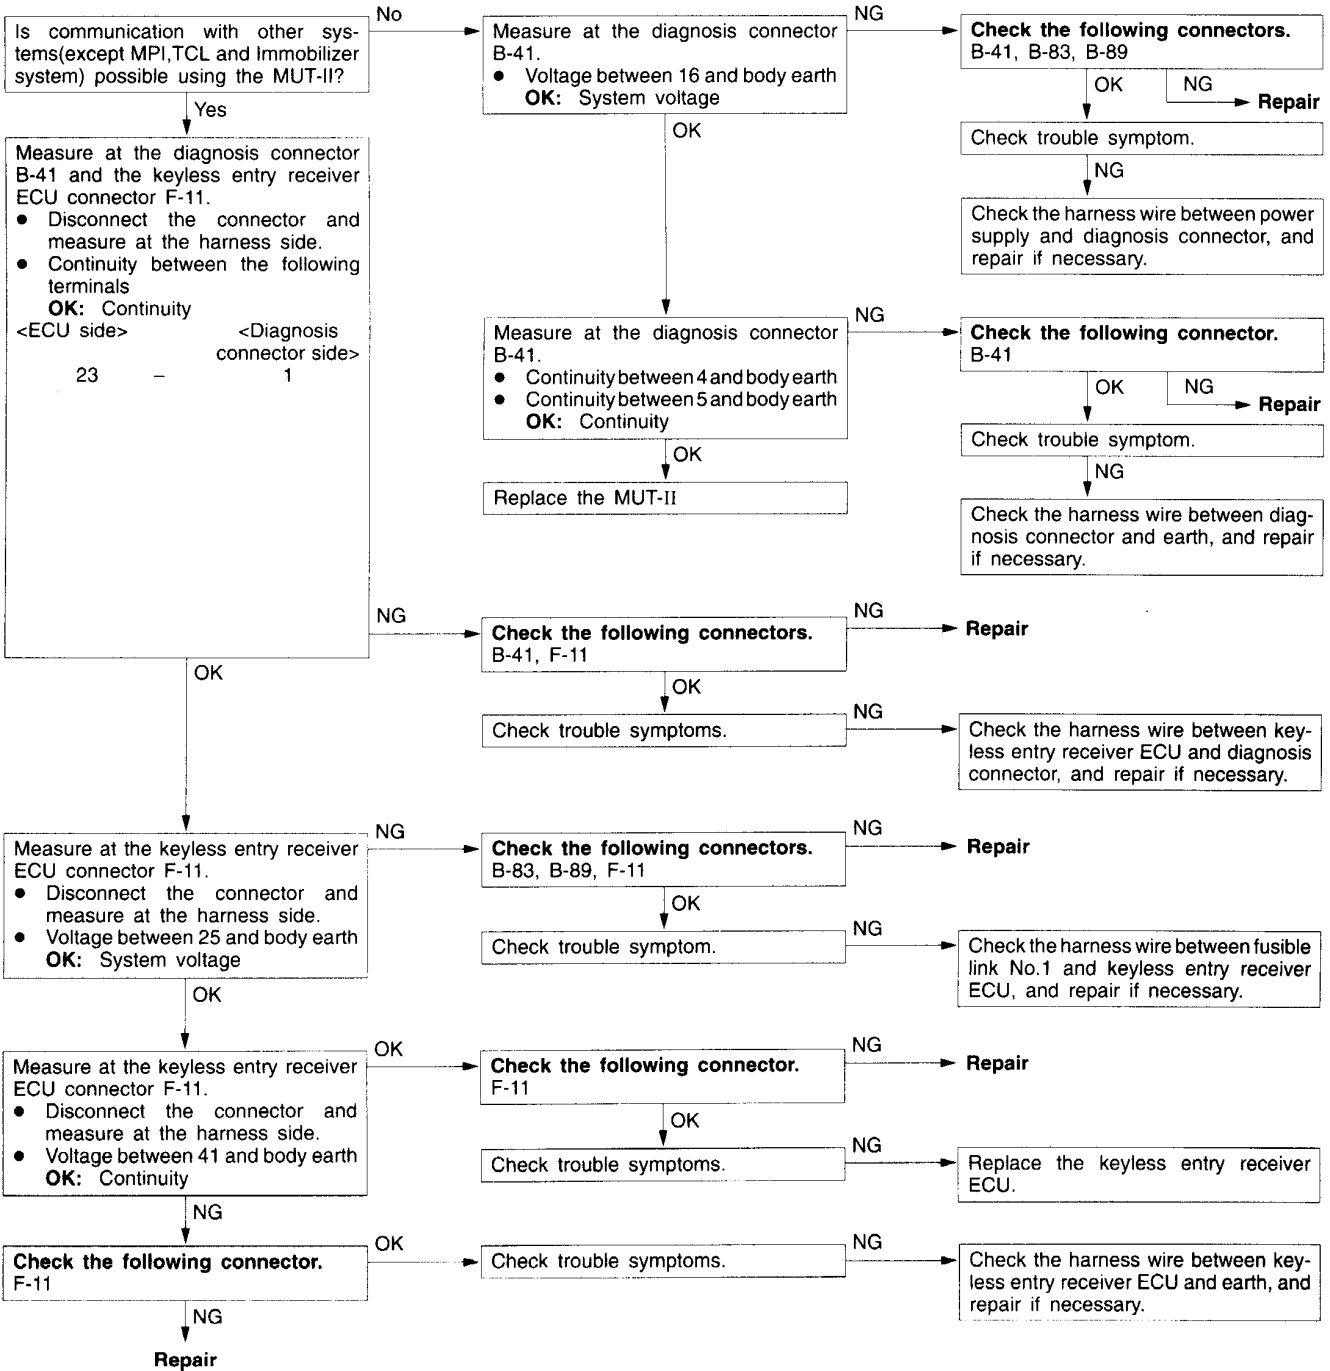 Is communication with other sys-
tems(except MPI,TCL and Immobilizer
system) possible using the MUT-II?
No
Yes
Measure at the diagnosis connector
B-41.
● Voltage between 16 and body earth
OK: System voltage
NG
OK
Check the following connectors.
B-41, B-83, B-89
OK
NG
Repair
Check trouble symptom.
NG
Check the harness wire between power
supply and diagnosis connector, and
repair if necessary.
Measure at the diagnosis connector
B-41 and the keyless entry receiver
ECU connector F-11.
● Disconnect the connector and
measure at the harness side.
● Continuity between the following
terminals
OK: Continuity
<ECU side> <Diagnosis
connector side>
23 – 1
NG
OK
Measure at the diagnosis connector
B-41.
● Continuity between 4 and body earth
● Continuity between 5 and body earth
OK: Continuity
NG
OK
Replace the MUT-II
Check the following connector.
B-41
OK
NG
Repair
Check trouble symptom.
NG
Check the harness wire between diag-
nosis connector and earth, and repair
if necessary.
Check the following connectors.
B-41, F-11
NG
Repair
OK
Check trouble symptoms.
NG
Check the harness wire between key-
less entry receiver ECU and diagnosis
connector, and repair if necessary.
Measure at the keyless entry receiver
ECU connector F-11.
● Disconnect the connector and
measure at the harness side.
● Voltage between 25 and body earth
OK: System voltage
NG
OK
Check the following connectors.
B-83, B-89, F-11
NG
Repair
OK
Check trouble symptom.
NG
Check the harness wire between fusible
link No.1 and keyless entry receiver
ECU, and repair if necessary.
Measure at the keyless entry receiver
ECU connector F-11.
● Disconnect the connector and
measure at the harness side.
● Voltage between 41 and body earth
OK: Continuity
OK
NG
Check the following connector.
F-11
NG
Repair
OK
Check trouble symptoms.
NG
Replace the keyless entry receiver
ECU.
Check the following connector.
F-11
OK
NG
Repair
Check trouble symptoms.
NG
Check the harness wire between key-
less entry receiver ECU and earth, and
repair if necessary.